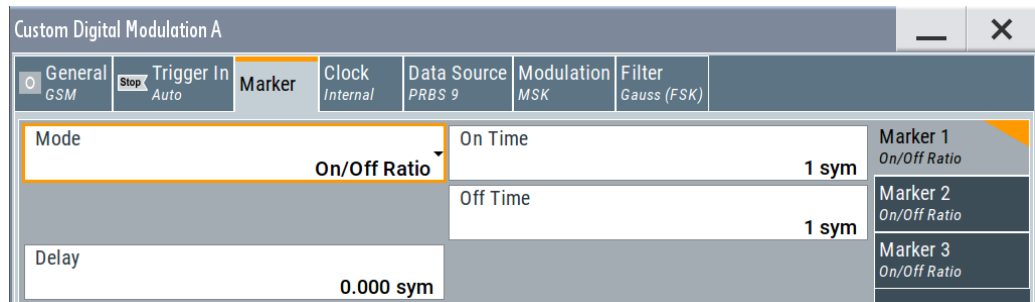 Custom Digital Modulation A
General
GSM
Stop
Trigger In
Auto
Marker
Clock
Internal
Data Source
PRBS 9
Modulation
MSK
Filter
Gauss (FSK)
Mode
On/Off Ratio
On Time
1 sym
Off Time
1 sym
Delay
0.000 sym
Marker 1
On/Off Ratio
Marker 2
On/Off Ratio
Marker 3
On/Off Ratio